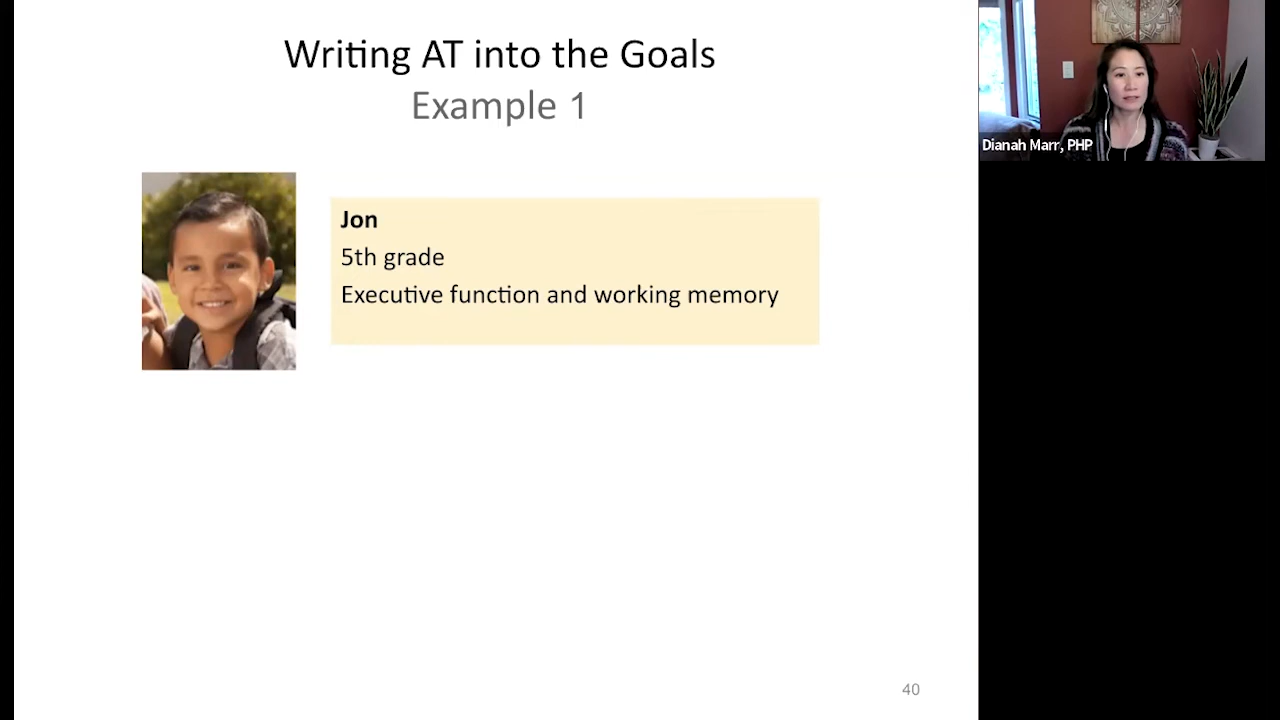 Writing AT into the Goals
Example 1
Jon
5th grade
Executive function and working memory
40
Dianah Marr, PHP